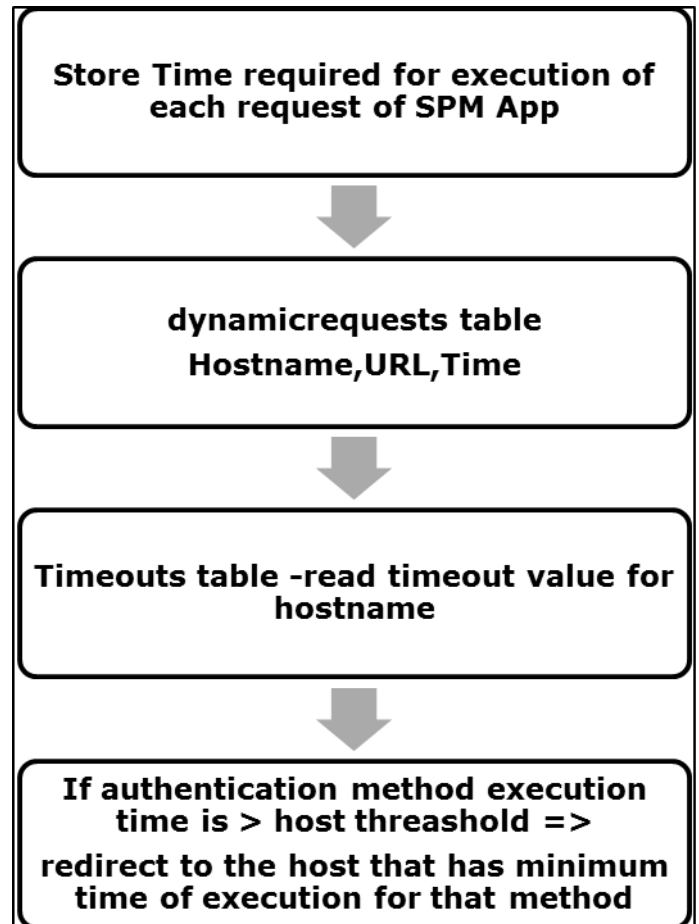 Store Time required for execution of
each request of SPM App
dynamicrequests table
Hostname,URL,Time
Timeouts table -read timeout value for
hostname
If authentication method execution
time is > host threashold =>
redirect to the host that has minimum
time of execution for that method